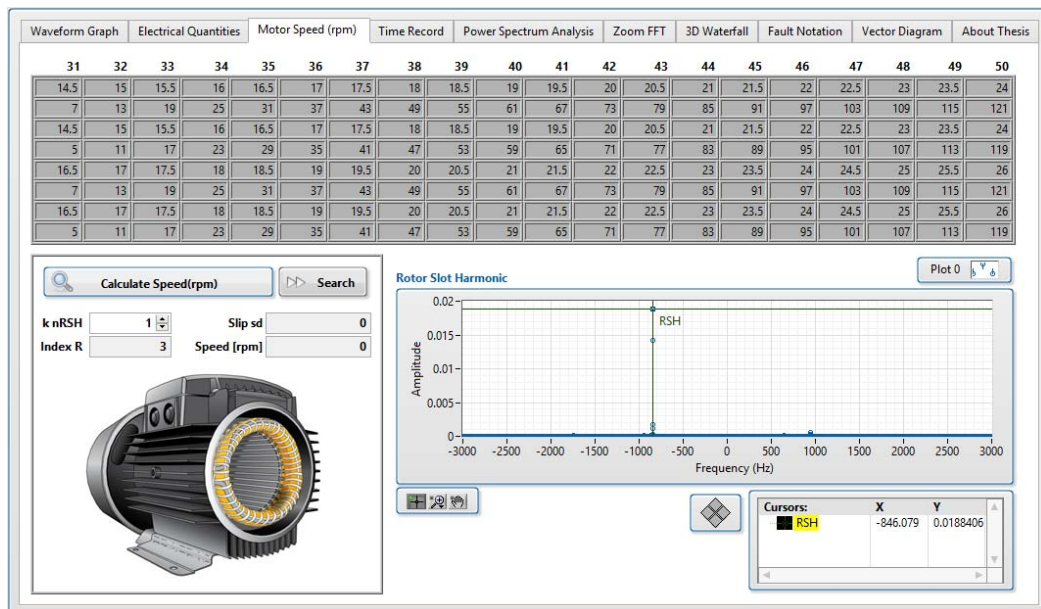 Waveform Graph Electrical Quantities Motor Speed (rpm) Time Record Power Spectrum Analysis Zoom FFT 3D Waterfall Fault Notation Vector Diagram About Thesis
31 32 33 34 35 36 37 38 39 40 41 42 43 44 45 46 47 48 49 50
14.5 15 15.5 16 16.5 17 17.5 18 18.5 19 19.5 20 20.5 21 21.5 22 22.5 23 23.5 24
7 13 19 25 31 37 43 49 55 61 67 73 79 85 91 97 103 109 115 121
14.5 15 15.5 16 16.5 17 17.5 18 18.5 19 19.5 20 20.5 21 21.5 22 22.5 23 23.5 24
5 11 17 23 29 35 41 47 53 59 65 71 77 83 89 95 101 107 113 119
16.5 17 17.5 18 18.5 19 19.5 20 20.5 21 21.5 22 22.5 23 23.5 24 24.5 25 25.5 26
7 13 19 25 31 37 43 49 55 61 67 73 79 85 91 97 103 109 115 121
16.5 17 17.5 18 18.5 19 19.5 20 20.5 21 21.5 22 22.5 23 23.5 24 24.5 25 25.5 26
5 11 17 23 29 35 41 47 53 59 65 71 77 83 89 95 101 107 113 119
Calculate Speed(rpm) Search
k nRSH 1 Slip sd 0
Index R 3 Speed [rpm] 0
Rotor Slot Harmonic
Plot 0
0.02
0.015
0.01
0.005
0
Amplitude
RSH
-3000 -2500 -2000 -1500 -1000 -500 0 500 1000 1500 2000 2500 3000
Frequency (Hz)
Cursors: X Y
RSH -846.079 0.0188406